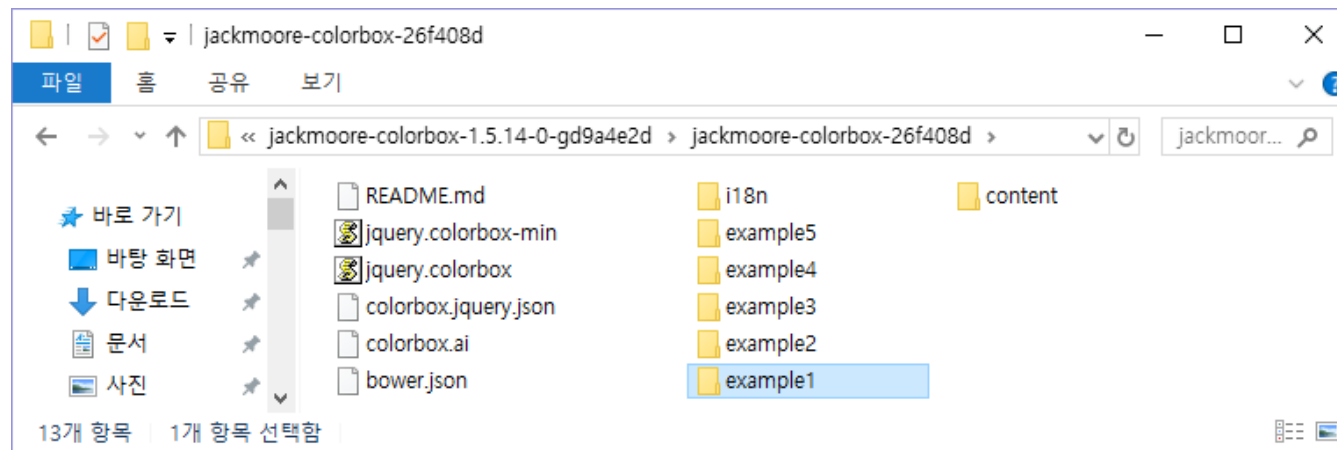 jackmoore-colorbox-26f408d
파일 홈 공유 보기
« jackmoore-colorbox-1.5.14-0-gd9a4e2d > jackmoore-colorbox-26f408d > jackmoor...
바로 가기
바탕 화면
다운로드
문서
사진
README.md
jquery.colorbox-min
jquery.colorbox
colorbox.jquery.json
colorbox.ai
bower.json
i18n
example5
example4
example3
example2
example1
content
13개 항목 1개 항목 선택함